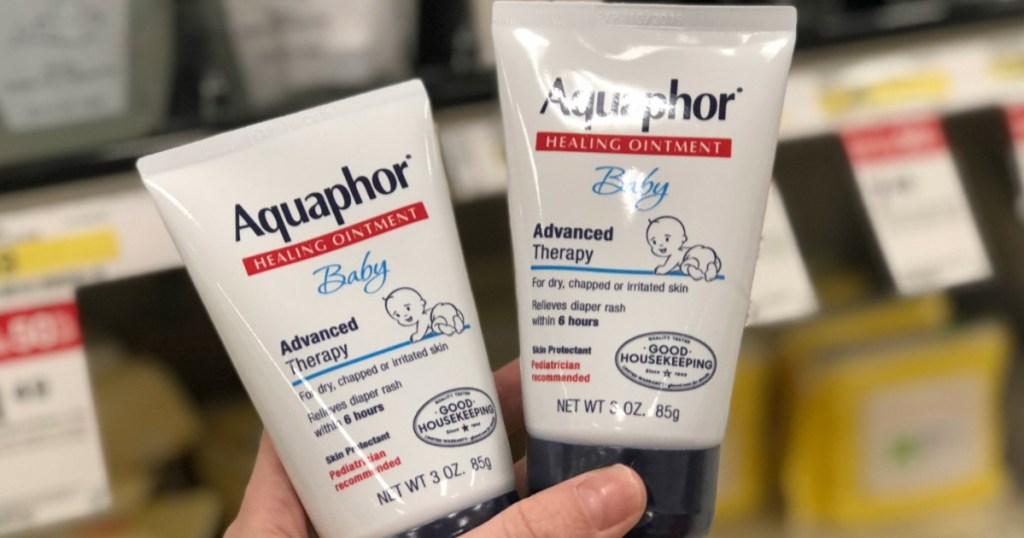 Aquaphor
HEALING OINTMENT
Baby
Advanced
Therapy
For dry, chapped or irritated skin
Relieves diaper rash
within 6 hours
Skin Protectant
Pediatrician
recommended
GOOD
HOUSEKEEPING
NET WT 3 OZ. 85g
Aquaphor
HEALING OINTMENT
Baby
Advanced
Therapy
For dry, chapped or irritated skin
Relieves diaper rash
within 6 hours
Skin Protectant
Pediatrician
recommended
GOOD
HOUSEKEEPING
NET WT 3 OZ. 85g